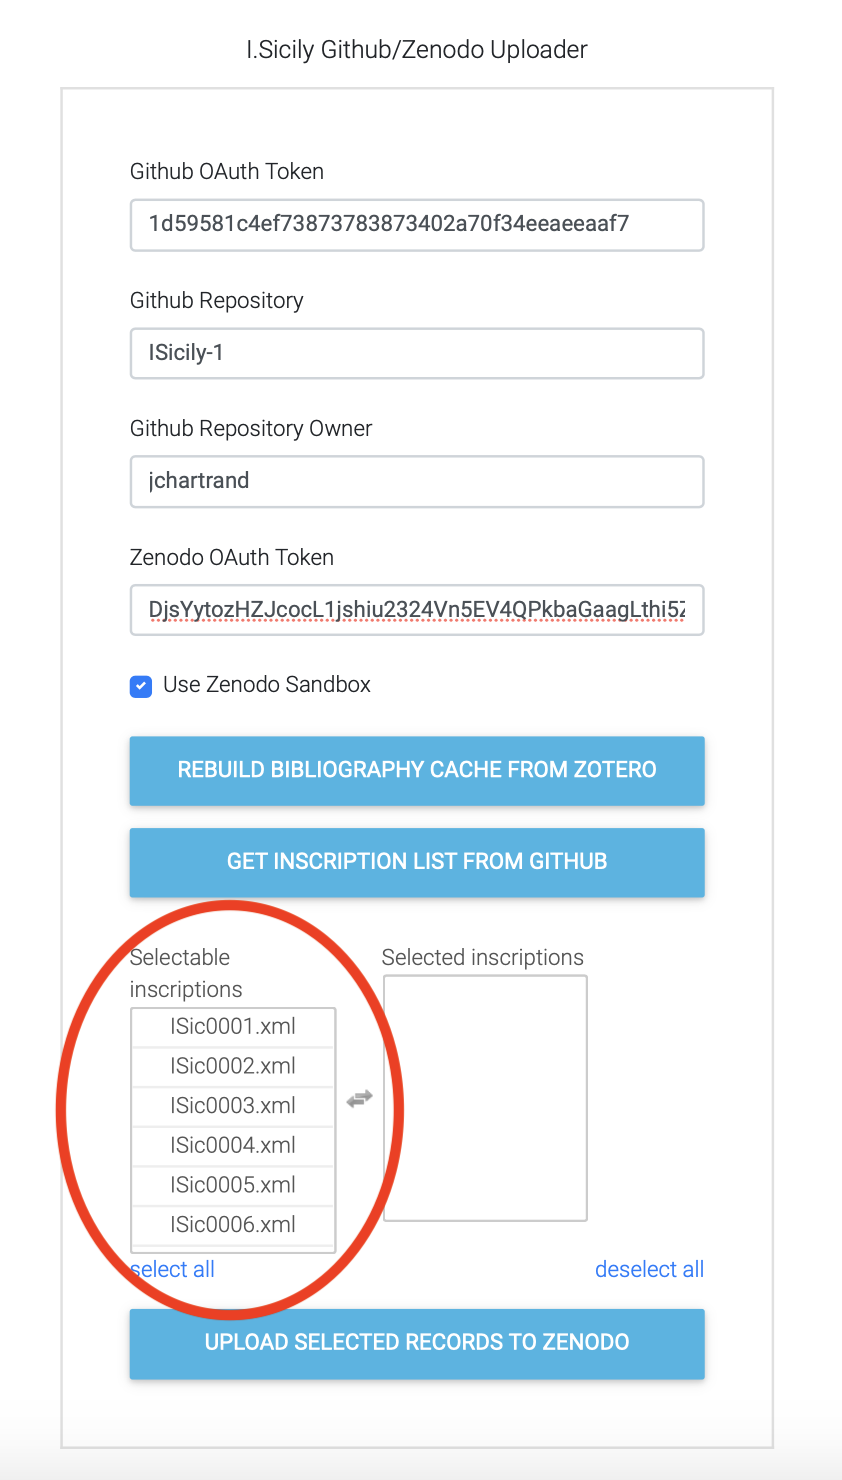 I.Sicily Github/Zenodo Uploader
Github OAuth Token
1d59581c4ef73873783873402a70f34eeaeeaaf7
Github Repository
ISicily-1
Github Repository Owner
jchartrand
Zenodo OAuth Token
DjsYytozHZJcocL1jshiu2324Vn5EV4QPkbaGaagLthi5Z
Use Zenodo Sandbox
REBUILD BIBLIOGRAPHY CACHE FROM ZOTERO
GET INSCRIPTION LIST FROM GITHUB
Selectable
inscriptions
ISic0001.xml
ISic0002.xml
ISic0003.xml
ISic0004.xml
ISic0005.xml
ISic0006.xml
select all
Selected inscriptions
deselect all
UPLOAD SELECTED RECORDS TO ZENODO